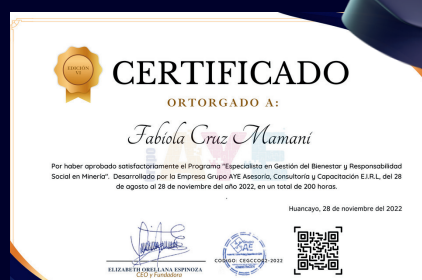 EDICIÓN
VI
CERTIFICADO
ORTORGADO A:
Fabiola Cruz Mamani
Por haber aprobado satisfactoriamente el Programa "Especialista en Gestión del Bienestar y Responsabilidad
Social en Minería". Desarrollado por la Empresa Grupo AYE Asesoría, Consultoría y Capacitación E.I.R.L, del 28
de agosto al 28 de noviembre del año 2022, en un total de 200 horas.
Huancayo, 28 de noviembre del 2022
ELIZABETH ORELLANA ESPINOZA
CEO y Fundadora